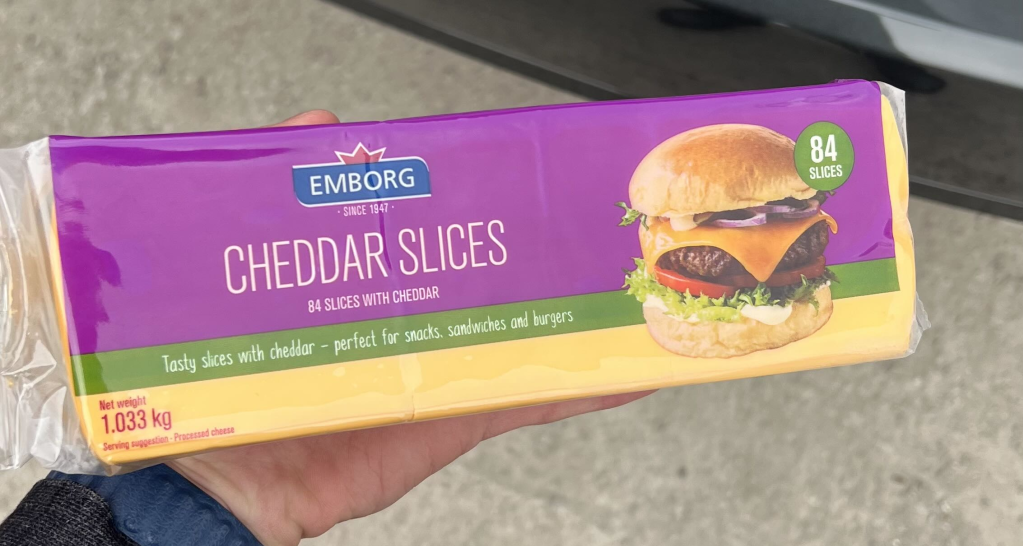 EMBORG
· SINCE 1947 ·
CHEDDAR SLICES
84 SLICES WITH CHEDDAR
Tasty slices with cheddar – perfect for snacks, sandwiches and burgers
84
SLICES
Net weight
1.033 kg
Serving suggestion · Processed cheese